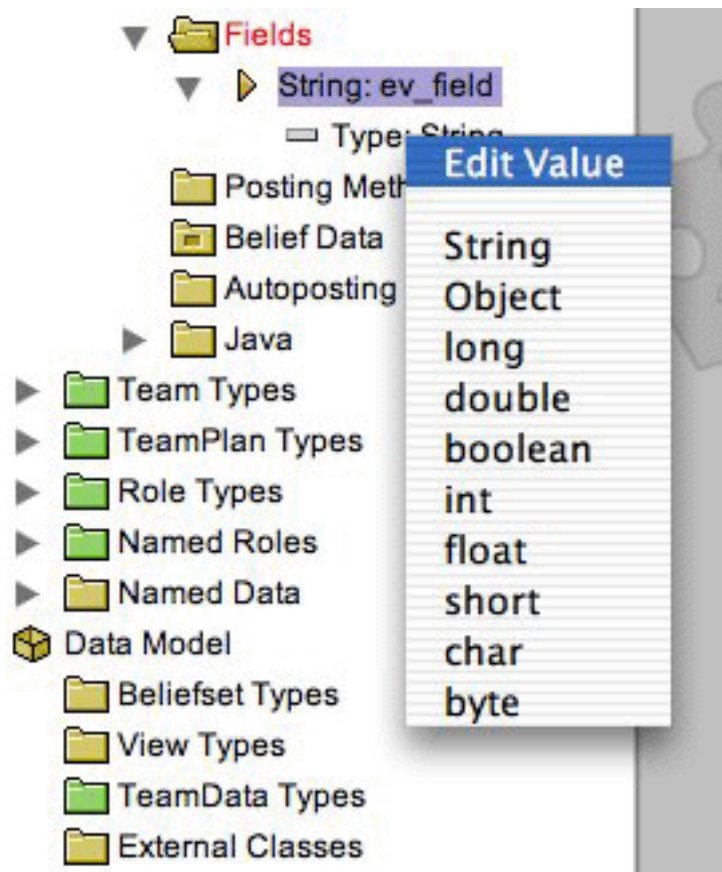 Fields
String: ev_field
Type: String
Edit Value
Posting Meth
String
Belief Data
Object
Autoposting
long
Java
double
Team Types
boolean
TeamPlan Types
int
Role Types
float
Named Roles
short
Named Data
char
Data Model
byte
Beliefset Types
View Types
TeamData Types
External Classes